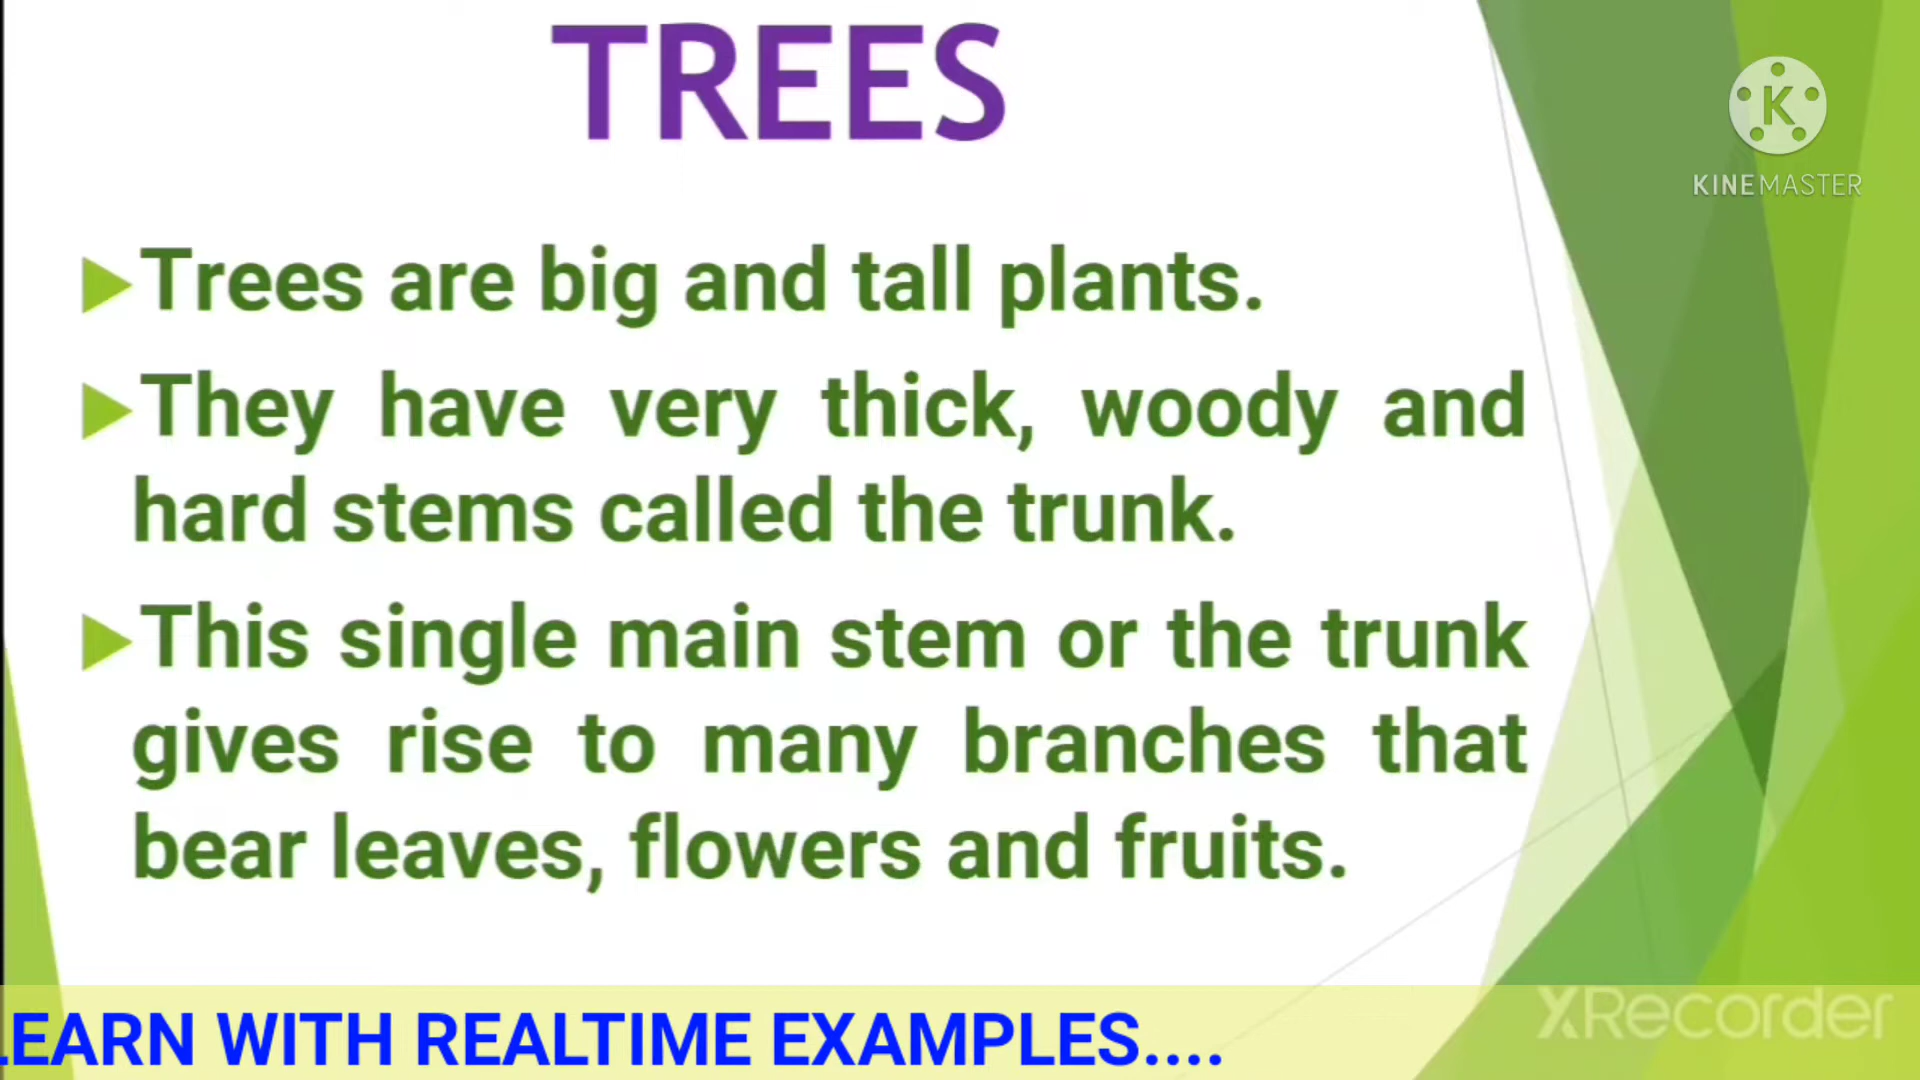 TREES
K
KINEMASTER
Trees are big and tall plants.
They have very thick, woody and
hard stems called the trunk.
This single main stem or the trunk
gives rise to many branches that
bear leaves, flowers and fruits.
LEARN WITH REALTIME EXAMPLES....
XRecorder